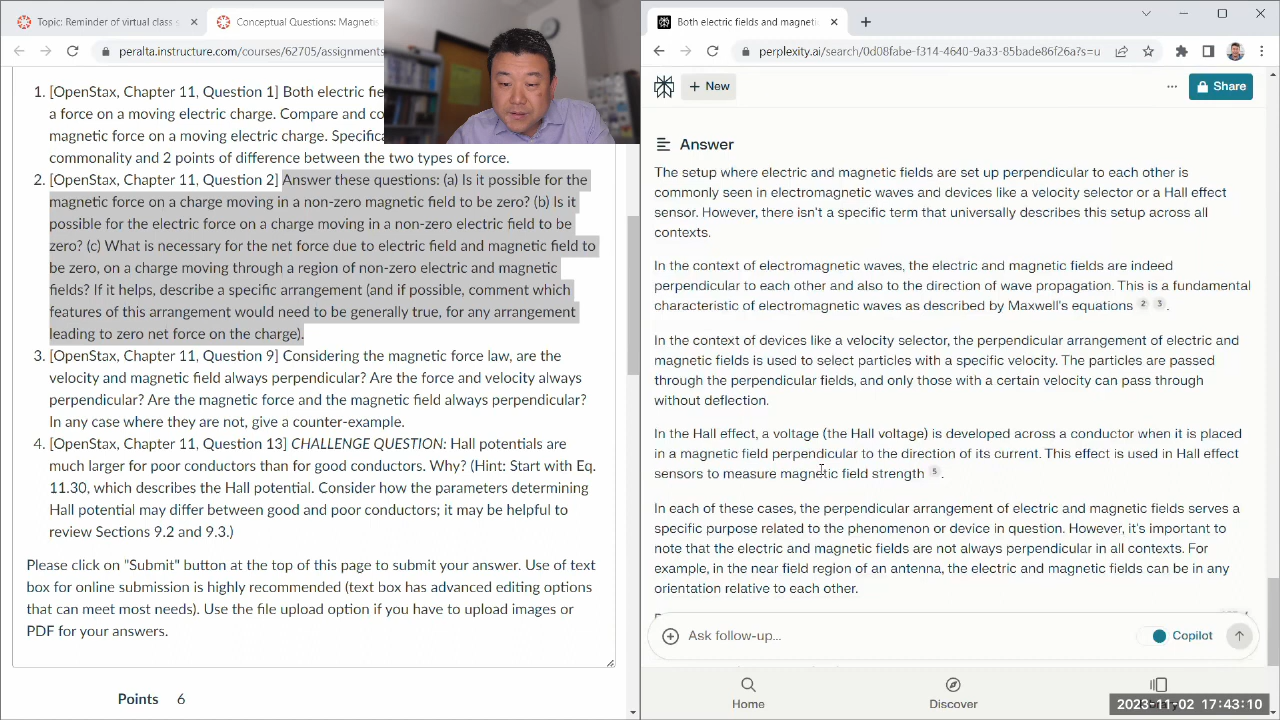 Topic: Reminder of virtual class s
Conceptual Questions: Magnetis
Both electric fields and magneti
peralta.instructure.com/courses/62705/assignments
perplexity.ai/search/0d08fabe-f314-4640-9a33-85bade86f26a?s=u
New
Share
1. [OpenStax, Chapter 11, Question 1] Both electric fie
a force on a moving electric charge. Compare and co
magnetic force on a moving electric charge. Specifica
commonality and 2 points of difference between the two types of force.
2. [OpenStax, Chapter 11, Question 2] Answer these questions: (a) Is it possible for the
magnetic force on a charge moving in a non-zero magnetic field to be zero? (b) Is it
possible for the electric force on a charge moving in a non-zero electric field to be
zero? (c) What is necessary for the net force due to electric field and magnetic field to
be zero, on a charge moving through a region of non-zero electric and magnetic
fields? If it helps, describe a specific arrangement (and if possible, comment which
features of this arrangement would need to be generally true, for any arrangement
leading to zero net force on the charge).
3. [OpenStax, Chapter 11, Question 9] Considering the magnetic force law, are the
velocity and magnetic field always perpendicular? Are the force and velocity always
perpendicular? Are the magnetic force and the magnetic field always perpendicular?
In any case where they are not, give a counter-example.
4. [OpenStax, Chapter 11, Question 13] CHALLENGE QUESTION: Hall potentials are
much larger for poor conductors than for good conductors. Why? (Hint: Start with Eq.
11.30, which describes the Hall potential. Consider how the parameters determining
Hall potential may differ between good and poor conductors; it may be helpful to
review Sections 9.2 and 9.3.)
Please click on "Submit" button at the top of this page to submit your answer. Use of text
box for online submission is highly recommended (text box has advanced editing options
that can meet most needs). Use the file upload option if you have to upload images or
PDF for your answers.
Points 6
Answer
The setup where electric and magnetic fields are set up perpendicular to each other is
commonly seen in electromagnetic waves and devices like a velocity selector or a Hall effect
sensor. However, there isn't a specific term that universally describes this setup across all
contexts.
In the context of electromagnetic waves, the electric and magnetic fields are indeed
perpendicular to each other and also to the direction of wave propagation. This is a fundamental
characteristic of electromagnetic waves as described by Maxwell's equations 2 3 .
In the context of devices like a velocity selector, the perpendicular arrangement of electric and
magnetic fields is used to select particles with a specific velocity. The particles are passed
through the perpendicular fields, and only those with a certain velocity can pass through
without deflection.
In the Hall effect, a voltage (the Hall voltage) is developed across a conductor when it is placed
in a magnetic field perpendicular to the direction of its current. This effect is used in Hall effect
sensors to measure magnetic field strength 5 .
In each of these cases, the perpendicular arrangement of electric and magnetic fields serves a
specific purpose related to the phenomenon or device in question. However, it's important to
note that the electric and magnetic fields are not always perpendicular in all contexts. For
example, in the near field region of an antenna, the electric and magnetic fields can be in any
orientation relative to each other.
Ask follow-up...
Copilot
Home
Discover
2023-11-02 17:43:10